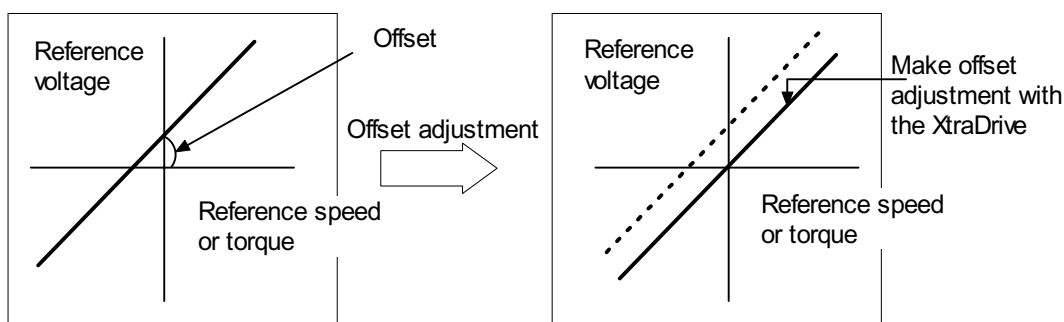 Reference
voltage
Offset
Reference speed
or torque
Offset adjustment
Reference
voltage
Make offset
adjustment with
the XtraDrive
Reference speed
or torque